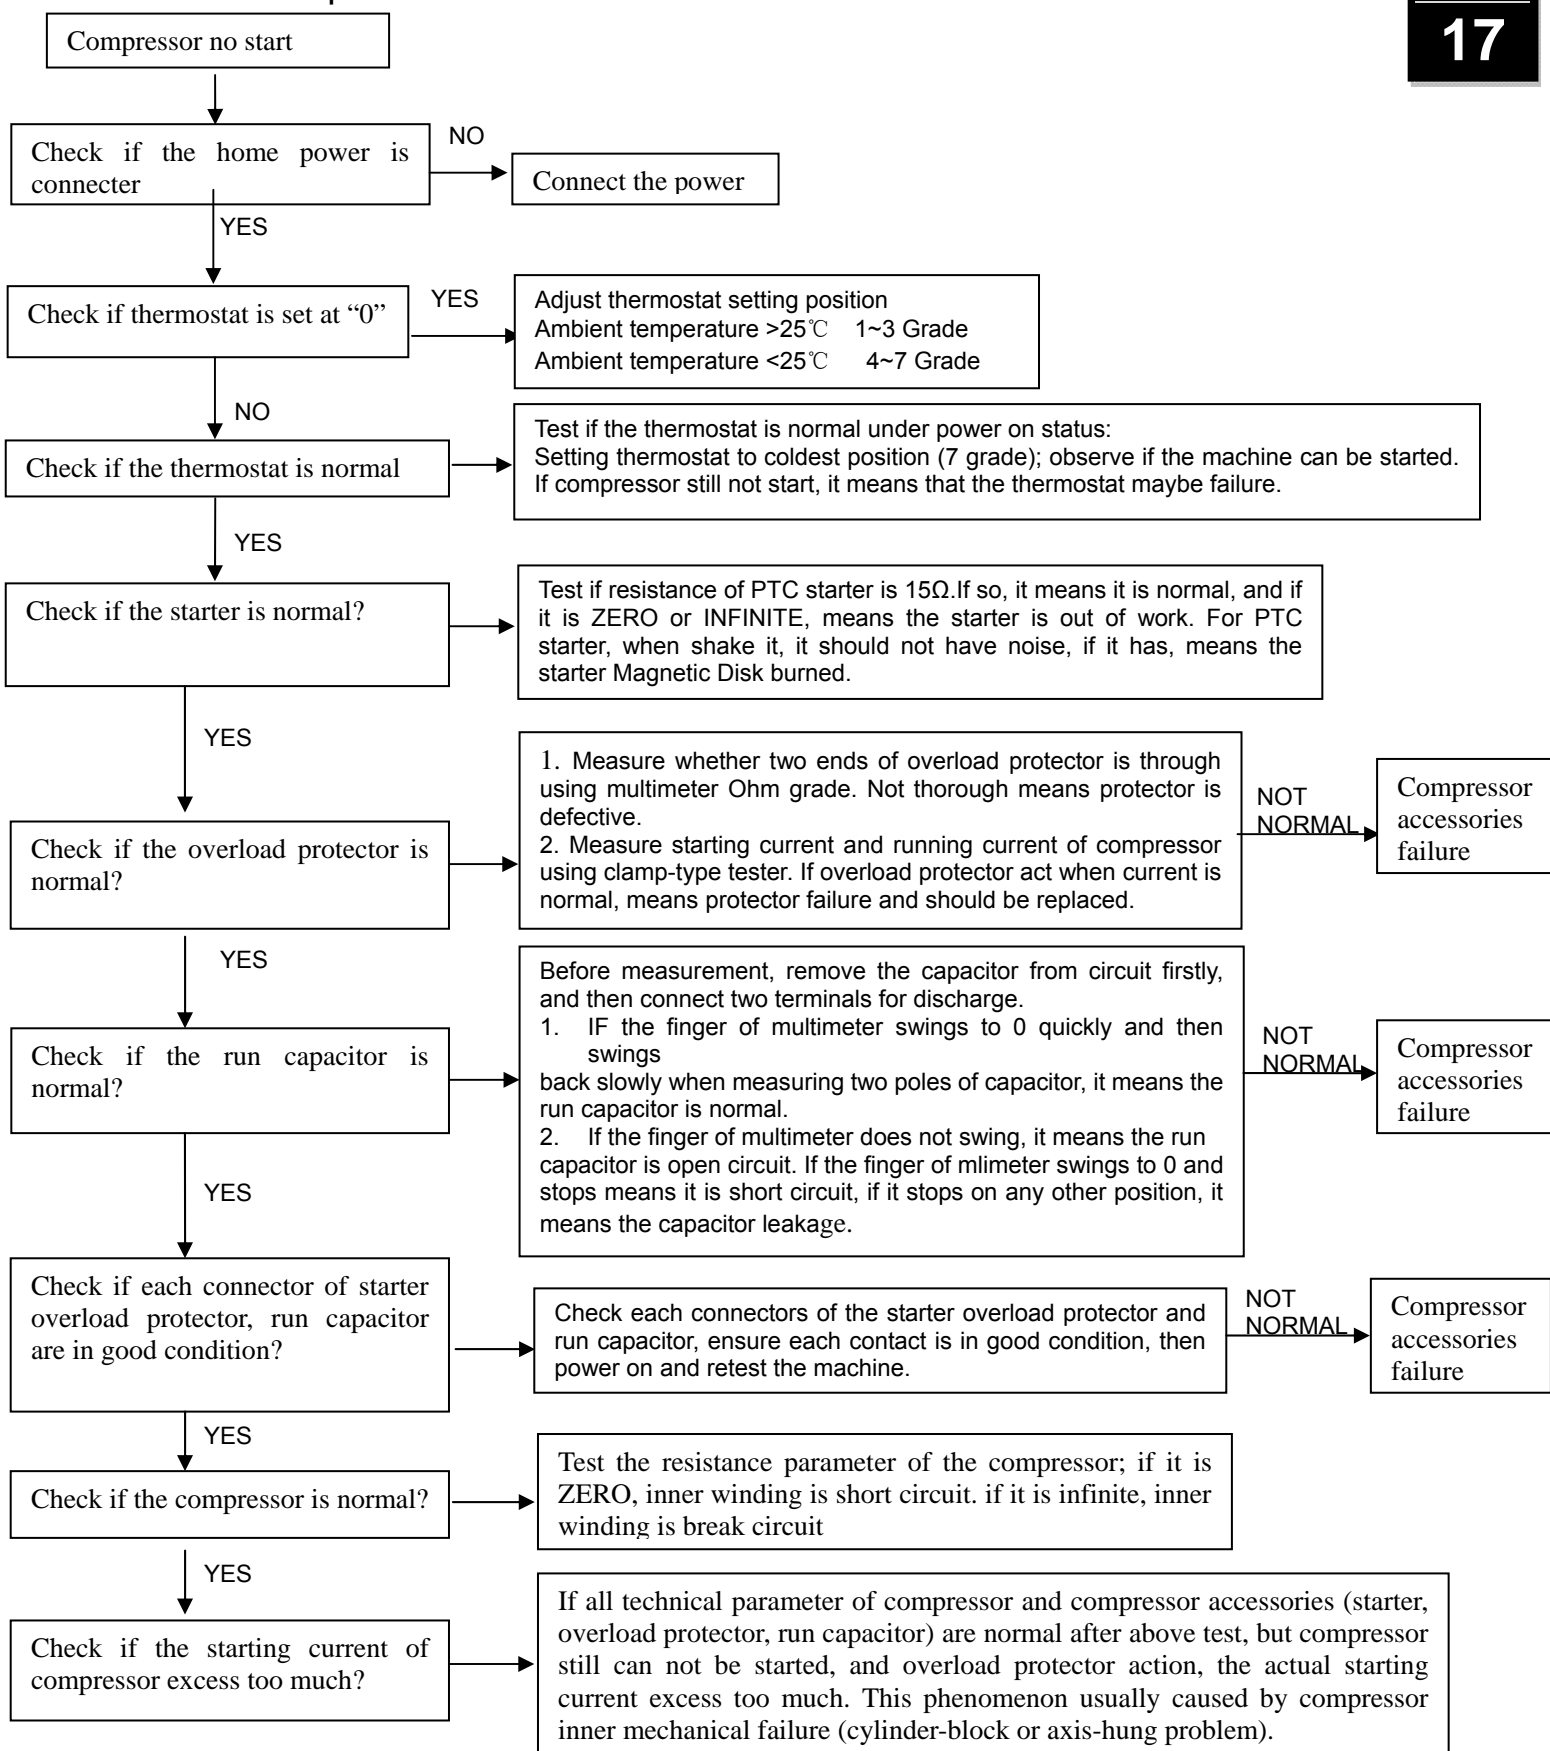 17
Compressor no start
Check if the home power is
connecter
NO
Connect the power
YES
Check if thermostat is set at “0”
YES
Adjust thermostat setting position
Ambient temperature >25℃ 1~3 Grade
Ambient temperature <25℃ 4~7 Grade
NO
Check if the thermostat is normal
Test if the thermostat is normal under power on status:
Setting thermostat to coldest position (7 grade); observe if the machine can be started.
If compressor still not start, it means that the thermostat maybe failure.
YES
Check if the starter is normal?
Test if resistance of PTC starter is 15Ω.If so, it means it is normal, and if
it is ZERO or INFINITE, means the starter is out of work. For PTC
starter, when shake it, it should not have noise, if it has, means the
starter Magnetic Disk burned.
YES
Check if the overload protector is
normal?
1. Measure whether two ends of overload protector is through
using multimeter Ohm grade. Not thorough means protector is
defective.
2. Measure starting current and running current of compressor
using clamp-type tester. If overload protector act when current is
normal, means protector failure and should be replaced.
NOT
NORMAL
Compressor
accessories
failure
YES
Check if the run capacitor is
normal?
Before measurement, remove the capacitor from circuit firstly,
and then connect two terminals for discharge.
1. IF the finger of multimeter swings to 0 quickly and then
swings
back slowly when measuring two poles of capacitor, it means the
run capacitor is normal.
2. If the finger of multimeter does not swing, it means the run
capacitor is open circuit. If the finger of mlimeter swings to 0 and
stops means it is short circuit, if it stops on any other position, it
means the capacitor leakage.
NOT
NORMAL
Compressor
accessories
failure
YES
Check if each connector of starter
overload protector, run capacitor
are in good condition?
Check each connectors of the starter overload protector and
run capacitor, ensure each contact is in good condition, then
power on and retest the machine.
NOT
NORMAL
Compressor
accessories
failure
YES
Check if the compressor is normal?
Test the resistance parameter of the compressor; if it is
ZERO, inner winding is short circuit. if it is infinite, inner
winding is break circuit
YES
Check if the starting current of
compressor excess too much?
If all technical parameter of compressor and compressor accessories (starter,
overload protector, run capacitor) are normal after above test, but compressor
still can not be started, and overload protector action, the actual starting
current excess too much. This phenomenon usually caused by compressor
inner mechanical failure (cylinder-block or axis-hung problem).